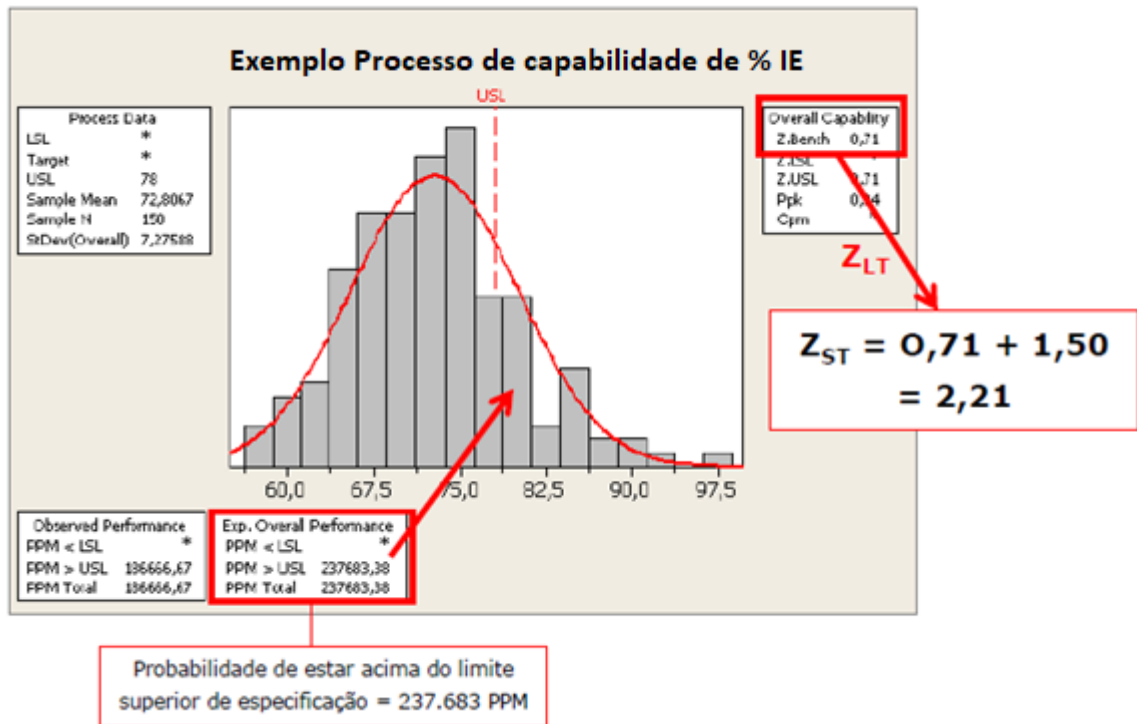 Exemplo Processo de capabilidade de % IE
USL
Process Data
LSL *
Target *
USL 78
Sample Mean 72,8067
Sample N 150
StDev(Overall) 7,27588
Overall Capability
Z.Bench 0,71
Z.LSL *
Z.USL 0,71
Ppk
Cpm *
Z_LT
Z_ST = 0,71 + 1,50
= 2,21
60,0 67,5 75,0 82,5 90,0 97,5
Observed Performance
PPM < LSL *
PPM > USL 186666,67
PPM Total 186666,67
Exp. Overall Performance
PPM < LSL *
PPM > USL 237683,38
PPM Total 237683,38
Probabilidade de estar acima do limite
superior de especificação = 237.683 PPM